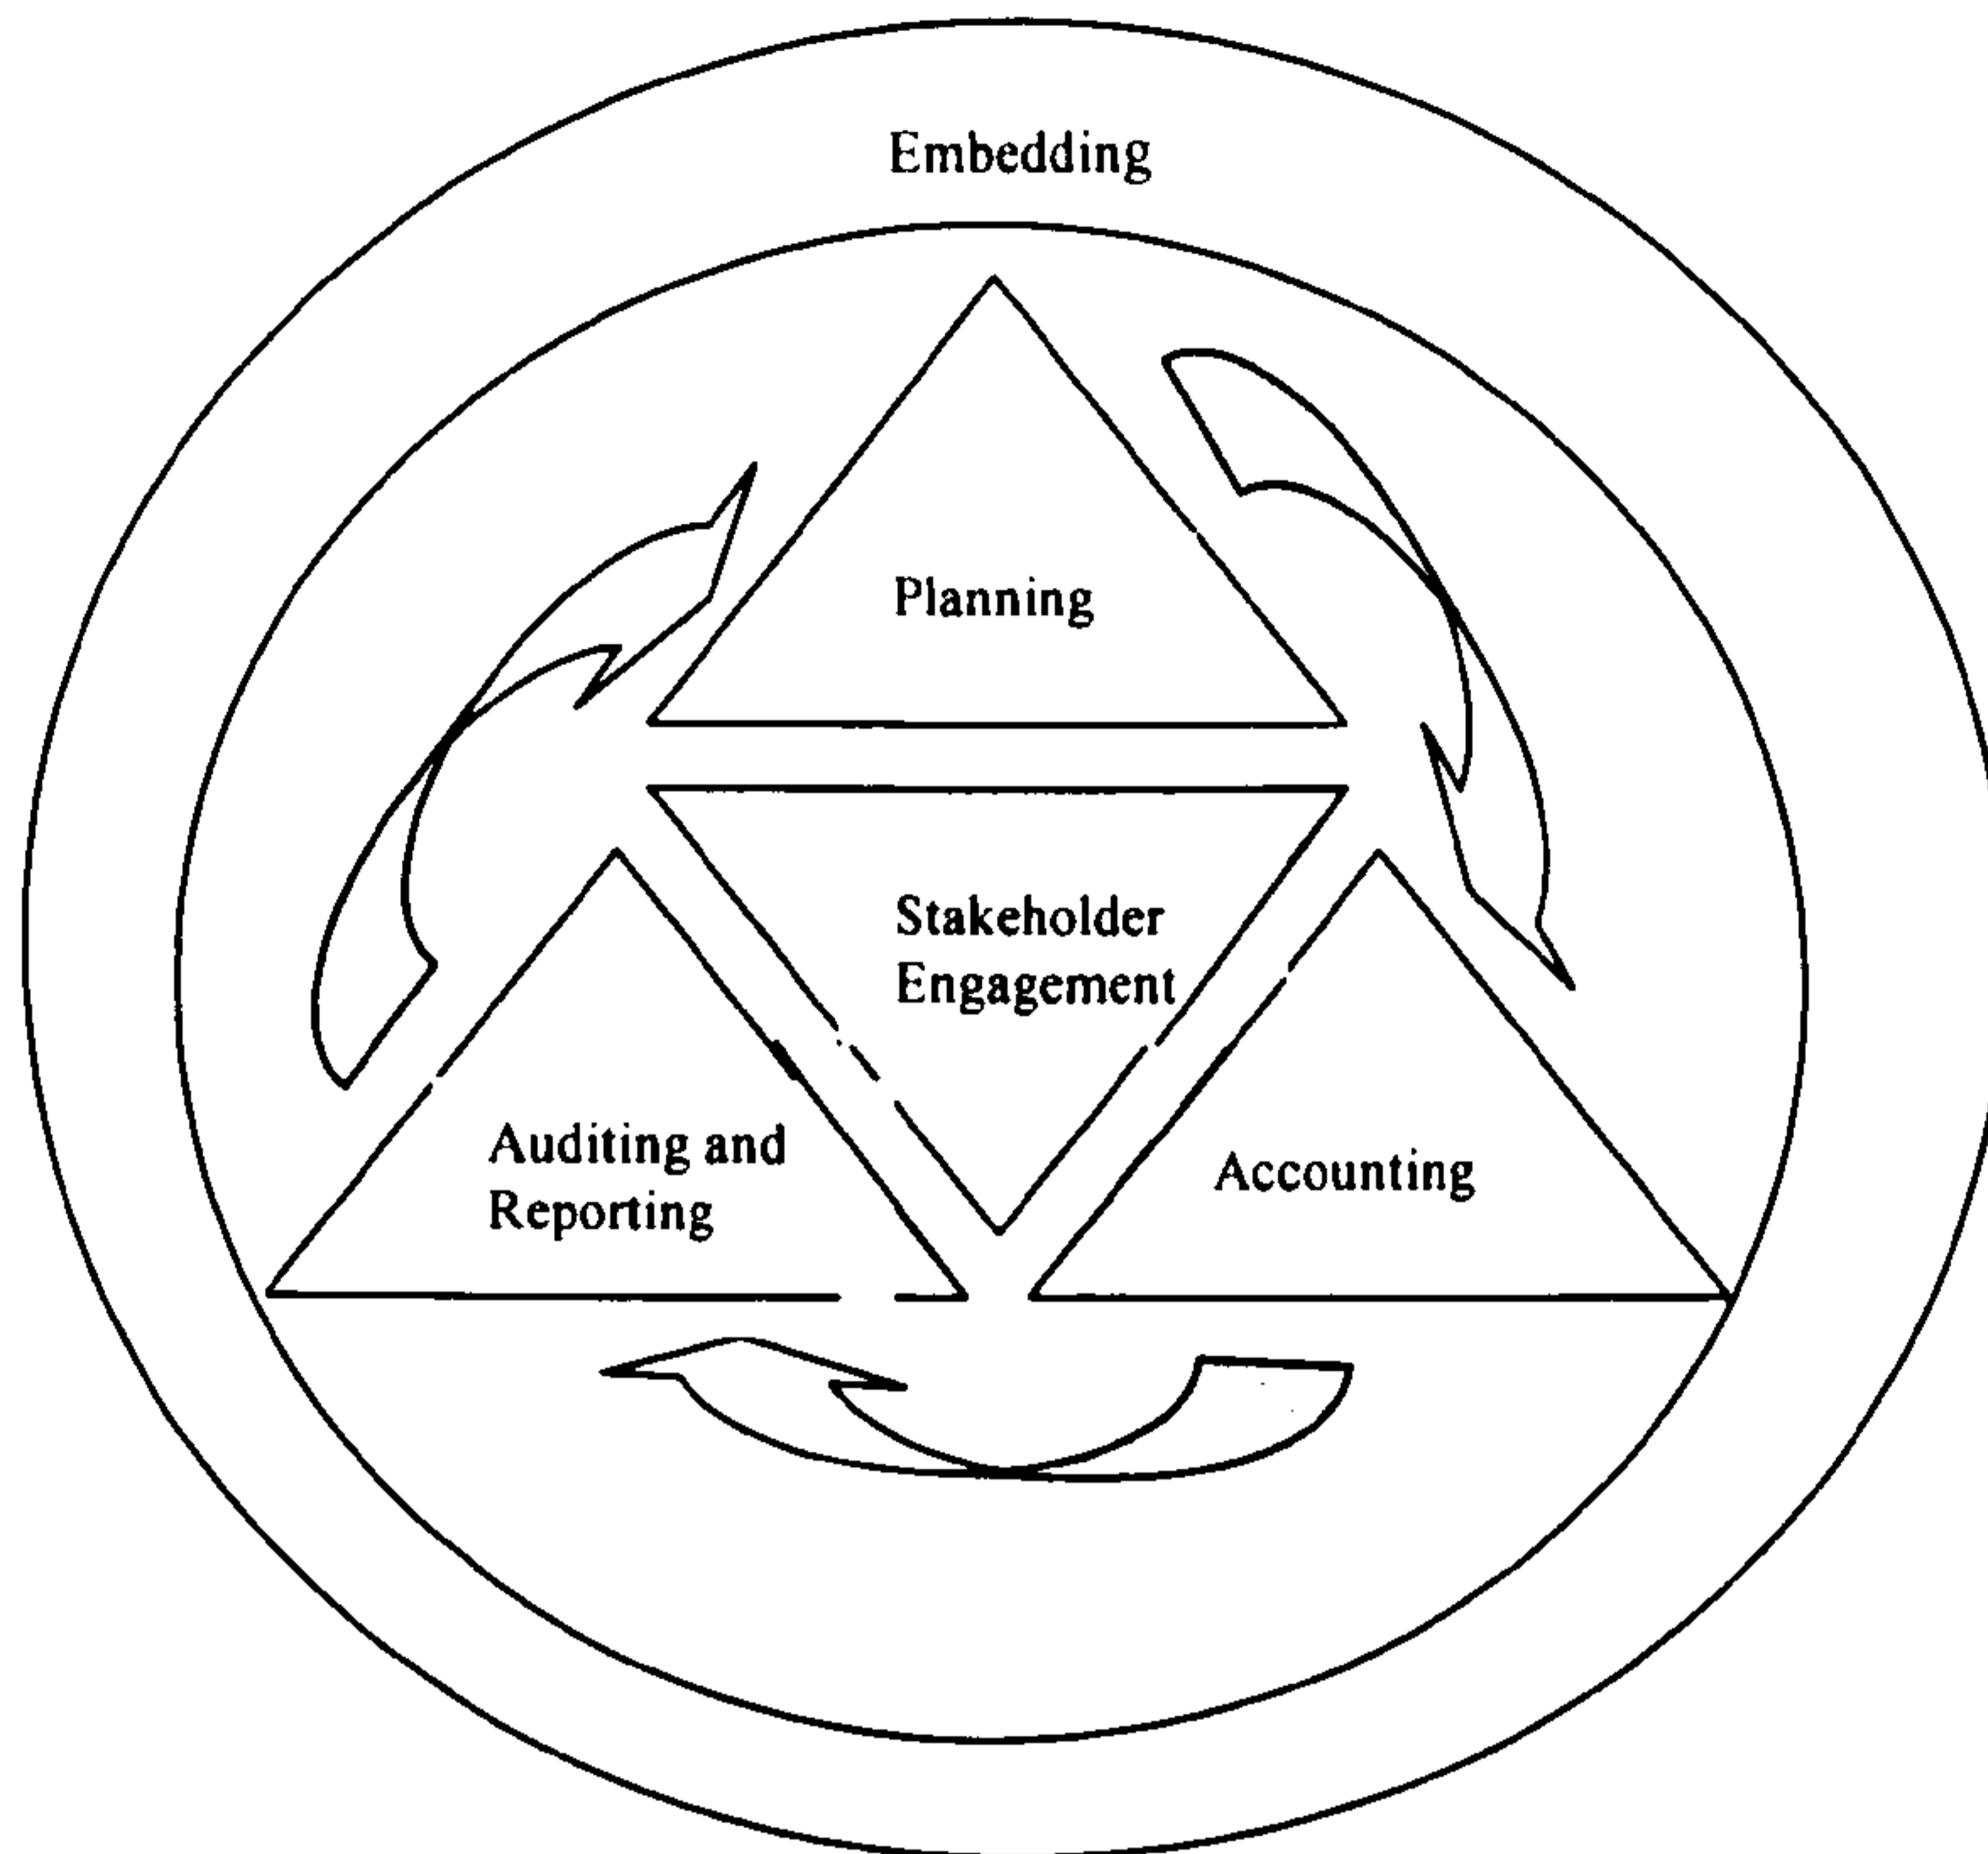 Embedding
Planning
Stakeholder
Engagement
Auditing and
Reporting
Accounting